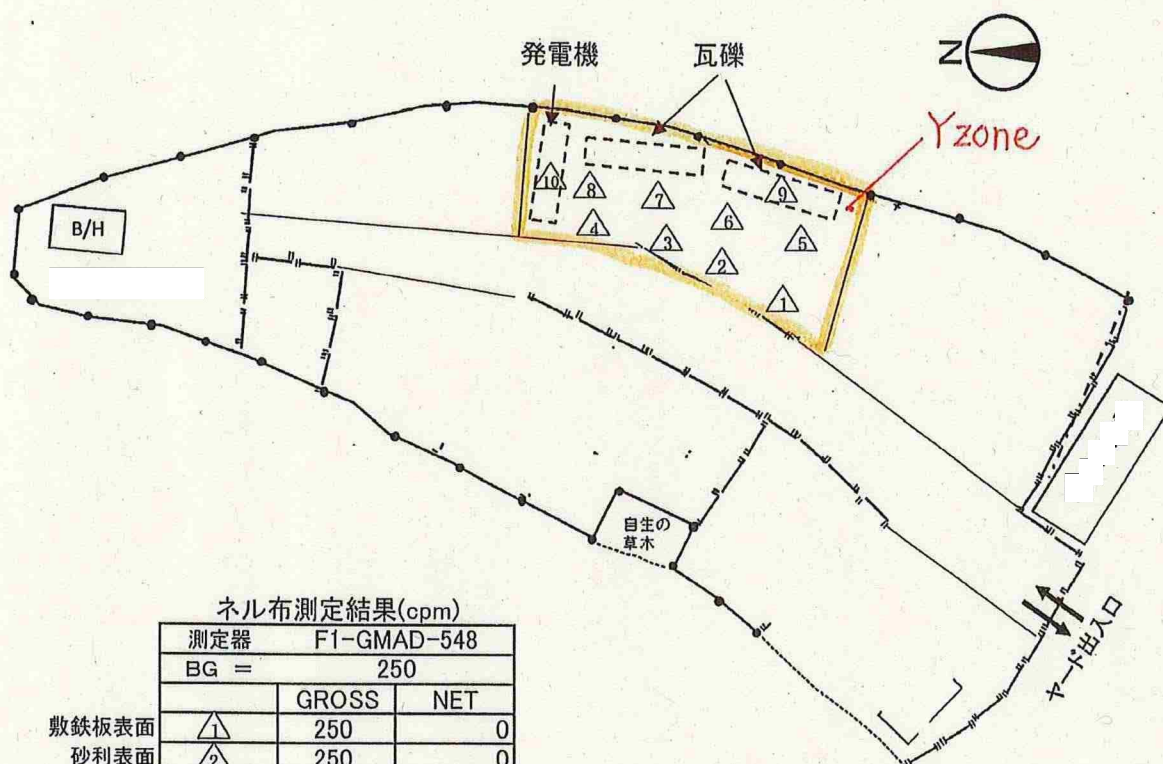 発電機
瓦礫
N
Yzone
10
8
7
9
6
4
3
5
2
1
B/H
自生の
草木
ヤード出入口
ネル布測定結果(cpm)
測定器 F1-GMAD-548
BG = 250
GROSS NET
敷鉄板表面 1 250 0
砂利表面 2 250 0